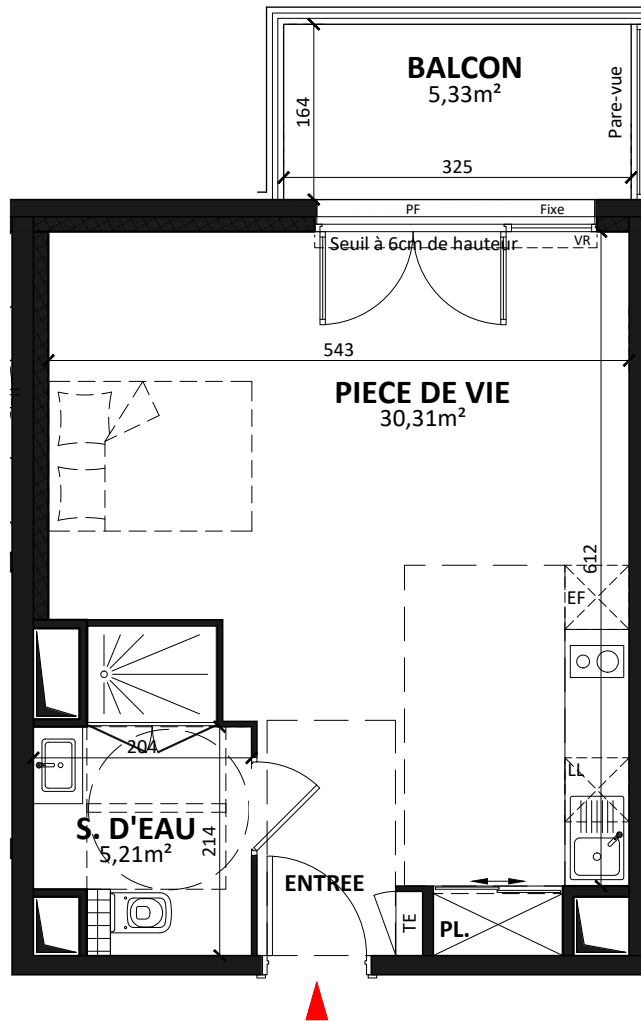 BALCON
5,33m²
164
325
Pare-vue
PF
Fixe
Seuil à 6cm de hauteur
VR
543
PIECE DE VIE
30,31m²
612
EF
LL
204
S. D'EAU
5,21m²
214
ENTREE
TE
PL.